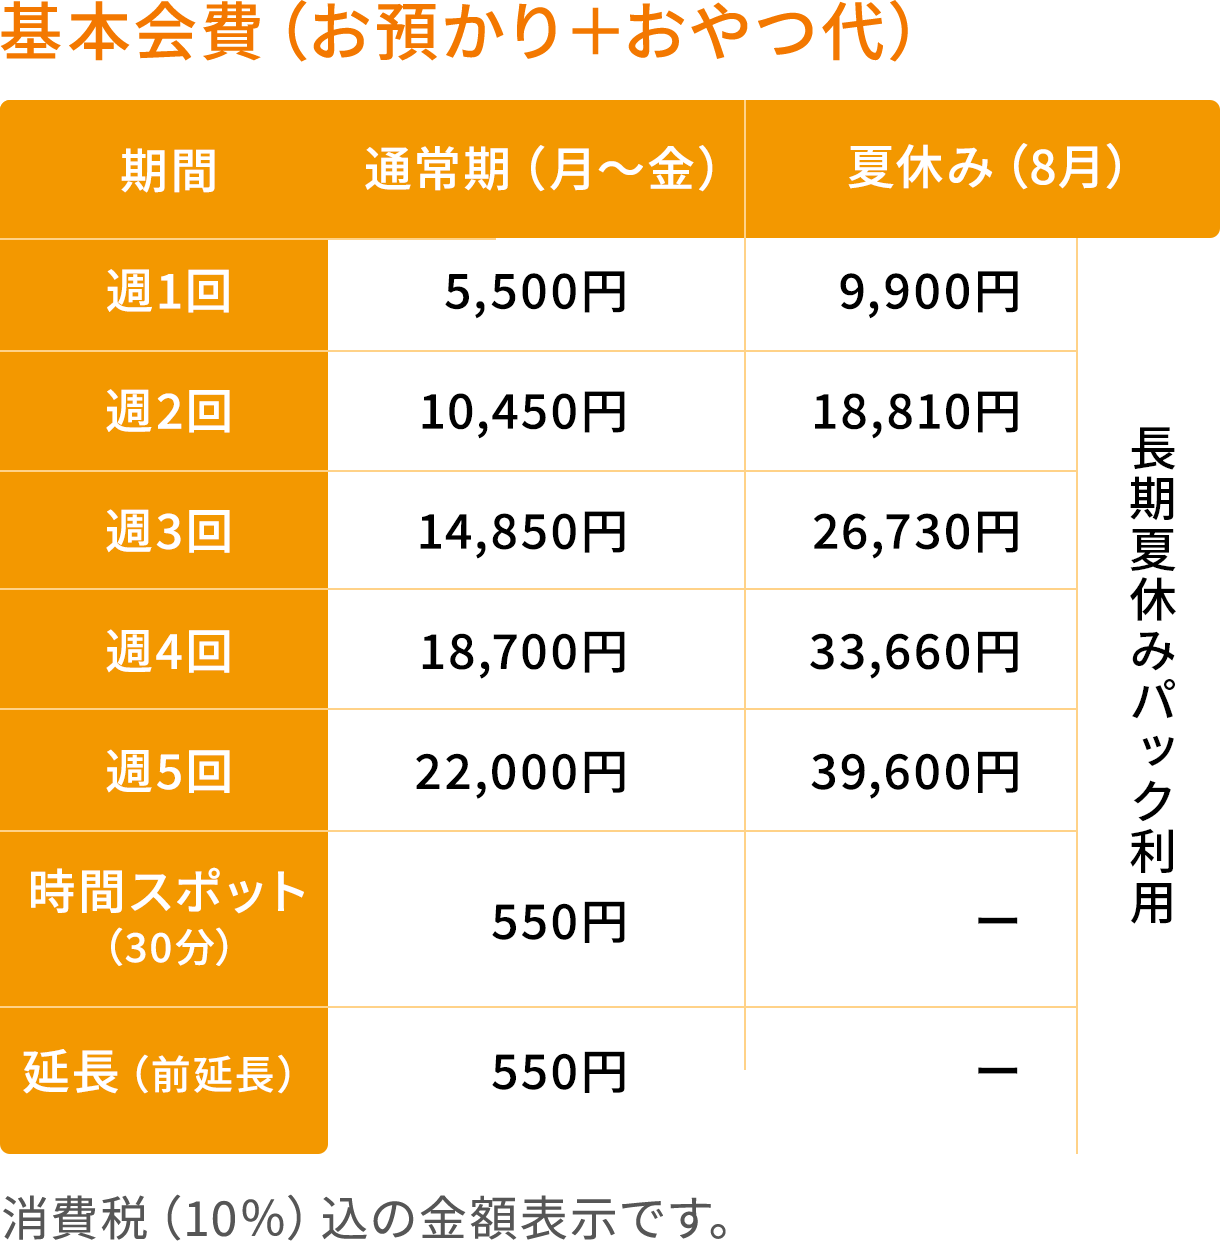 基本会費（お預かり＋おやつ代）
期間 通常期（月〜金） 夏休み（8月）
週1回 5,500円 9,900円
週2回 10,450円 18,810円
週3回 14,850円 26,730円
週4回 18,700円 33,660円
週5回 22,000円 39,600円
時間スポット
（30分） 550円 ー
延長（前延長） 550円 ー
長期夏休みパック利用
消費税（10％）込の金額表示です。